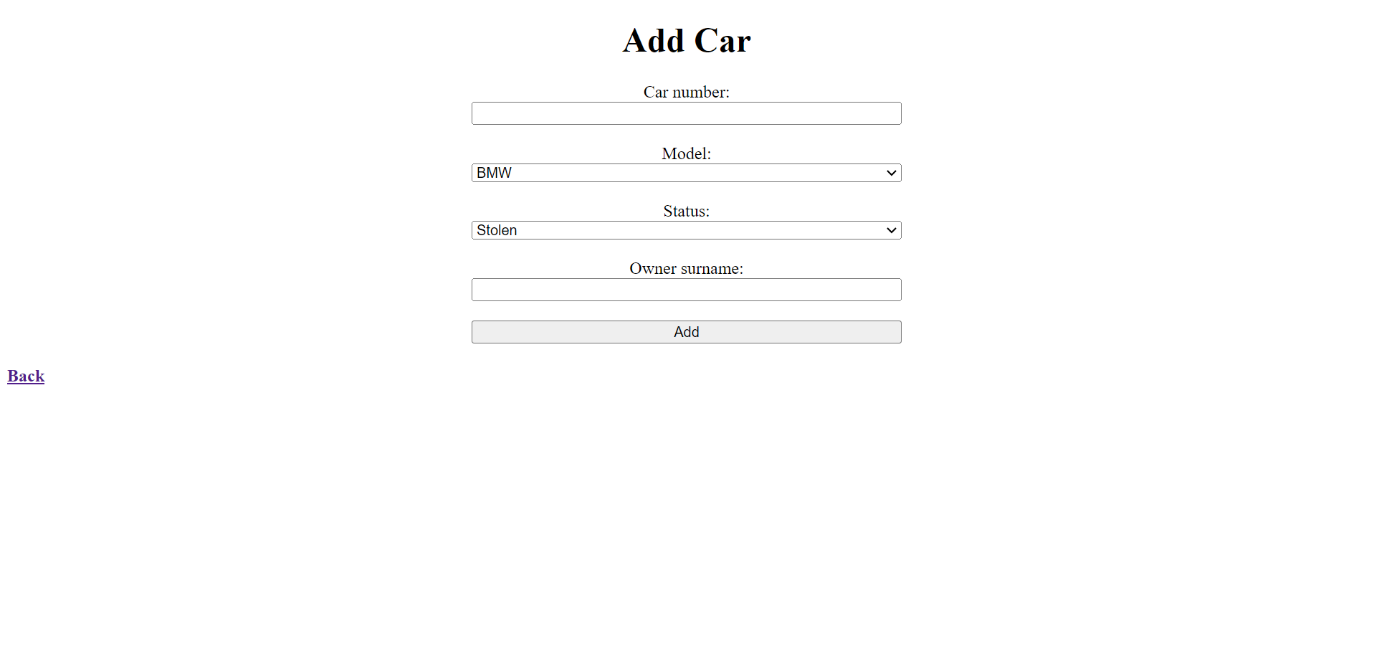 Add Car
Car number:
Model:
BMW
Status:
Stolen
Owner surname:
Add
Back